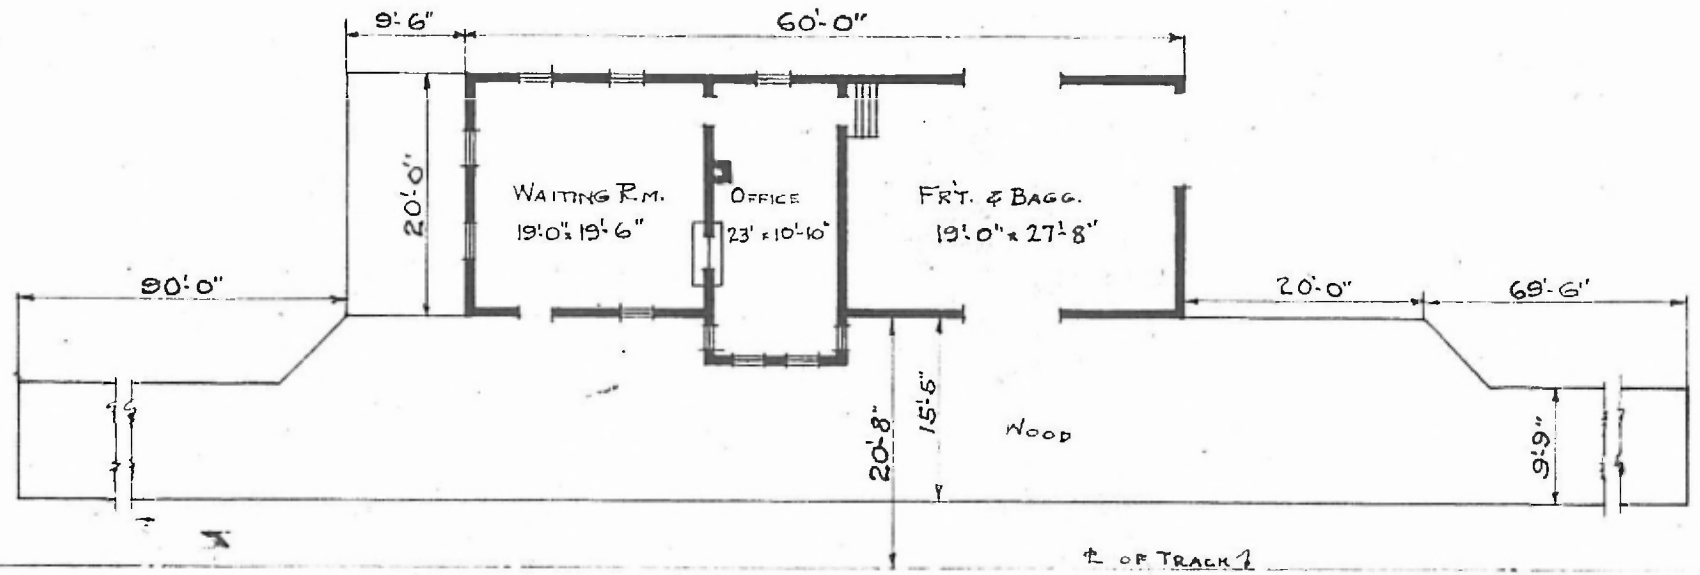 9'-6"
60'-0"
20'-0"
WAITING RM.
19'0" x 19'-6"
OFFICE
23' x 10'-10"
FR'T. & BAGG.
19'-0" x 27'-8"
90'-0"
20'-0"
69'-6"
20'-8"
15'-5"
WOOD
9'-9"
℄ OF TRACK